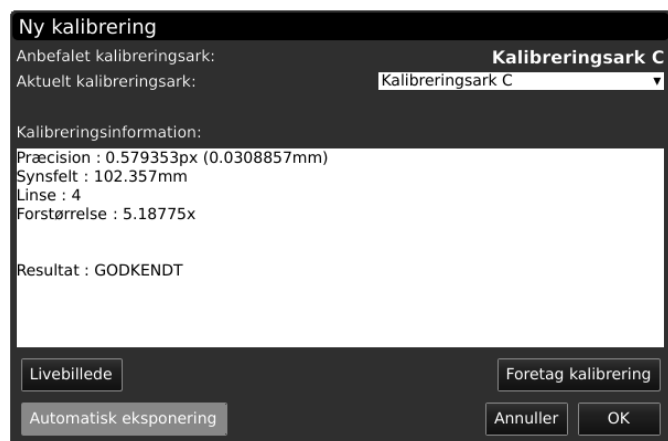 Ny kalibrering
Anbefalet kalibreringsark: Kalibreringsark C
Aktuelt kalibreringsark: Kalibreringsark C
Kalibreringsinformation:
Præcision : 0.579353px (0.0308857mm)
Synsfelt : 102.357mm
Linse : 4
Forstørrelse : 5.18775x
Resultat : GODKENDT
Livebillede Foretag kalibrering
Automatisk eksponering Annuller OK